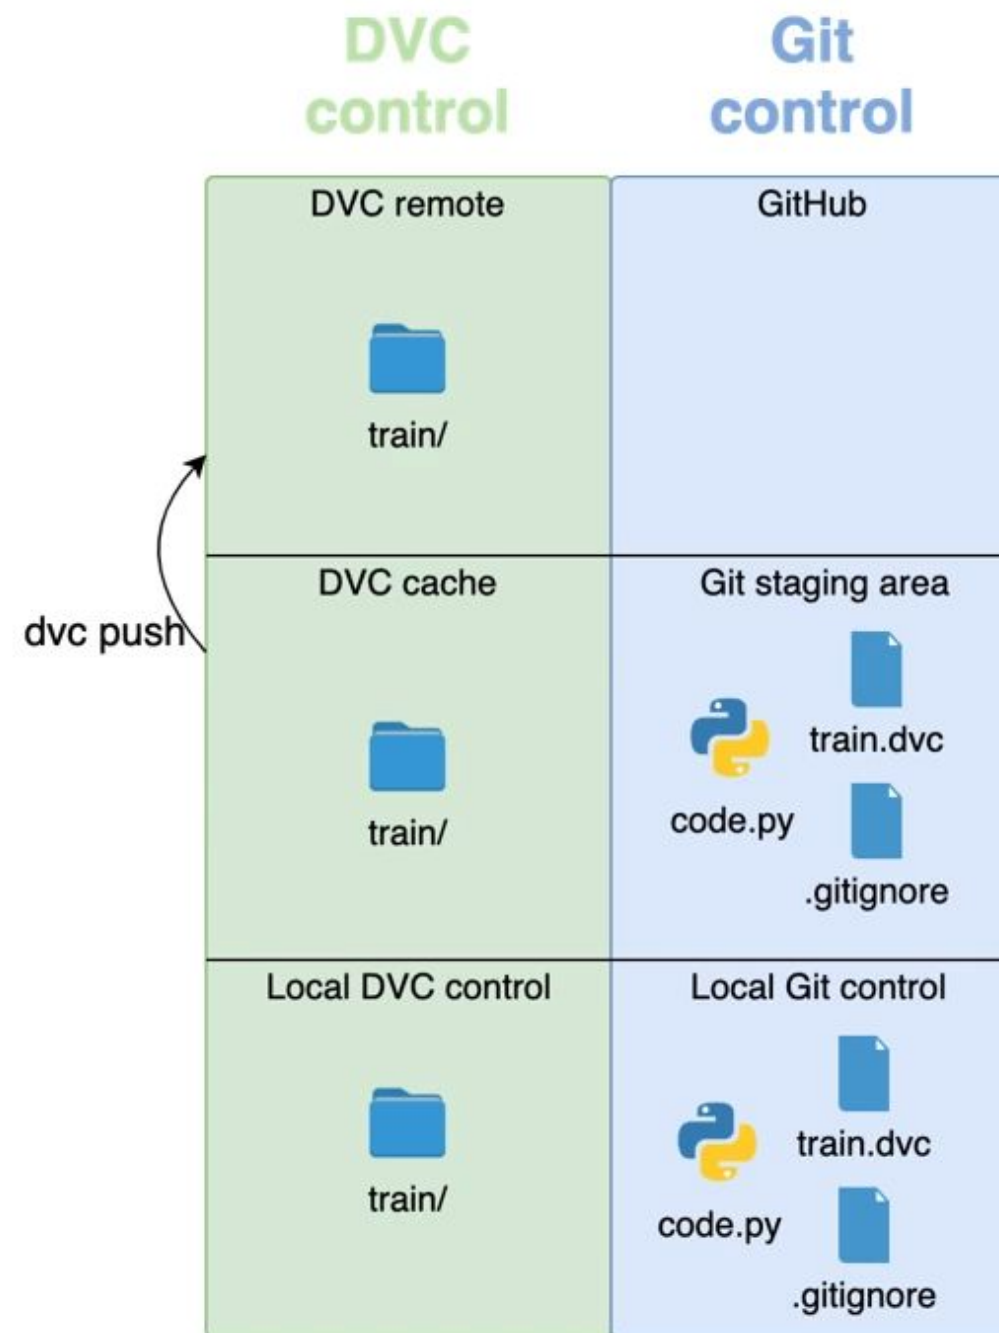 DVC
control
Git
control
DVC remote
GitHub
train/
dvc push
DVC cache
Git staging area
train.dvc
code.py
train/
.gitignore
Local DVC control
Local Git control
train.dvc
train/
code.py
.gitignore